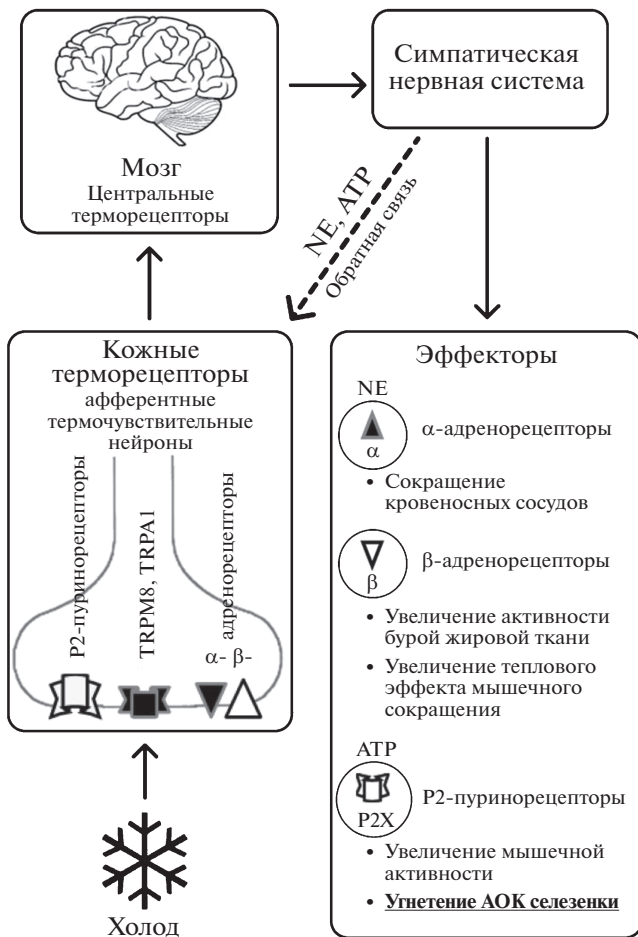 Мозг
Центральные
терморецепторы
Симпатическая
нервная система
NE, ATP
Обратная связь
Кожные
терморецепторы
афферентные
термочувствительные
нейроны
P2-пуринорецепторы
TRPM8, TRPA1
адренорецепторы
α- β-
Холод
Эффекторы
NE
α
α-адренорецепторы
• Сокращение
кровеносных сосудов
β
β-адренорецепторы
• Увеличение активности
бурой жировой ткани
• Увеличение теплового
эффекта мышечного
сокращения
ATP
P2X
P2-пуринорецепторы
• Увеличение мышечной
активности
• Угнетение АОК селезенки